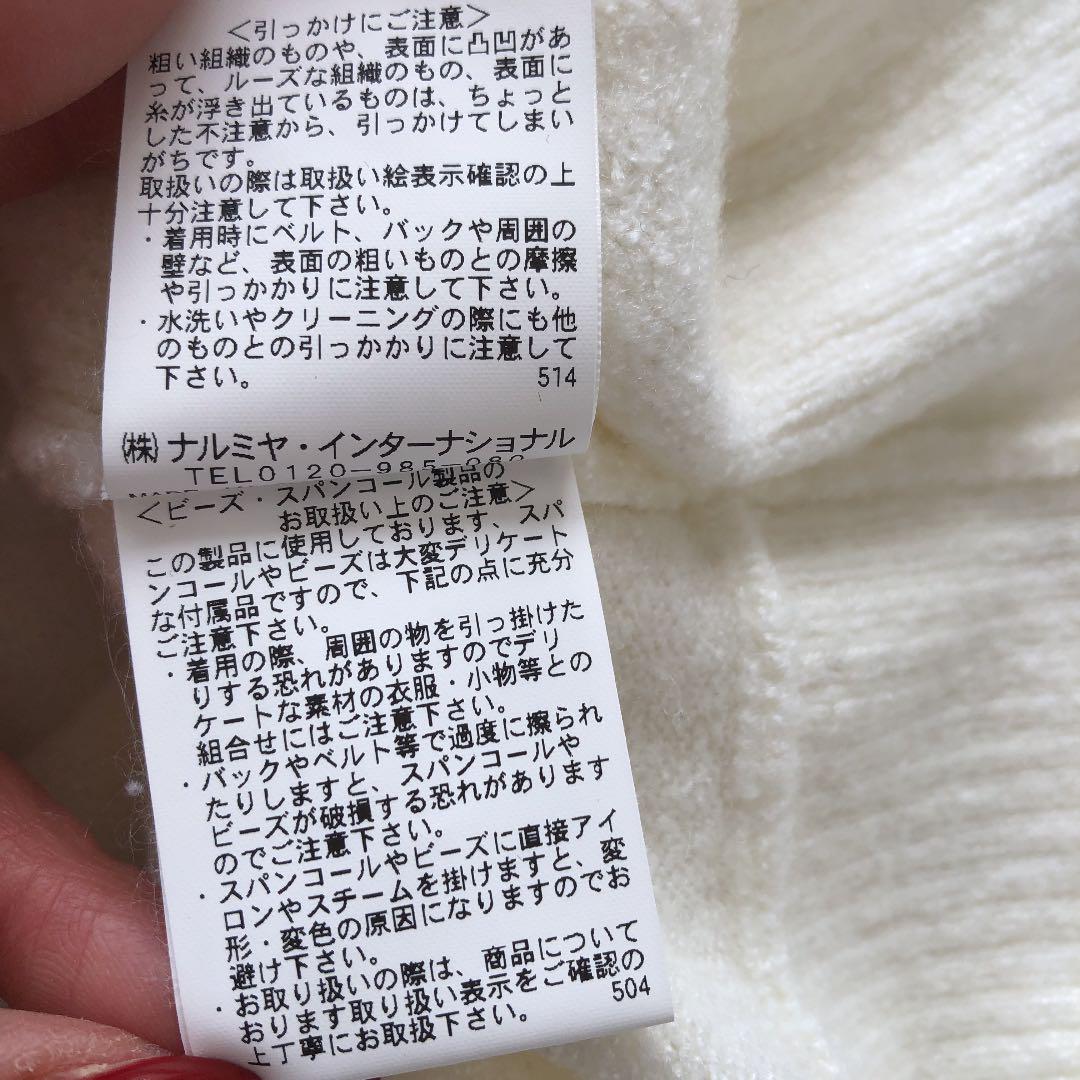 <引っかけにご注意>
粗い組織のものや、表面に凸凹があ
って、ルーズな組織のもの、表面に
糸が浮き出ているものは、ちょっと
した不注意から、引っかけてしまい
がちです。
取扱いの際は取扱い絵表示確認の上
十分注意して下さい。
・着用時にベルト、バックや周囲の
壁など、表面の粗いものとの摩擦
や引っかかりに注意して下さい。
・水洗いやクリーニングの際にも他
のものとの引っかかりに注意して
下さい。 514
㈱ ナルミヤ・インターナショナル
TEL0120-985-080
<ビーズ・スパンコール製品の
お取扱い上のご注意>
この製品に使用しております、スパ
ンコールやビーズは大変デリケート
な付属品ですので、下記の点に充分
ご注意下さい。
・着用の際、周囲の物を引っ掛けた
りする恐れがありますのでデリ
ケートな素材の衣服・小物等との
組合せにはご注意下さい。
・バックやベルト等で過度に擦られ
たりしますと、スパンコールや
ビーズが破損する恐れがあります
のでご注意下さい。
・スパンコールやビーズに直接アイ
ロンやスチームを掛けますと、変
形・変色の原因になりますのでお
避け下さい。
・お取り扱いの際は、商品について
おります取り扱い表示をご確認の
上丁寧にお取扱下さい。 504